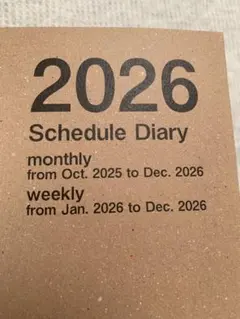 2026
Schedule Diary
monthly
from Oct. 2025 to Dec. 2026
weekly
from Jan. 2026 to Dec. 2026